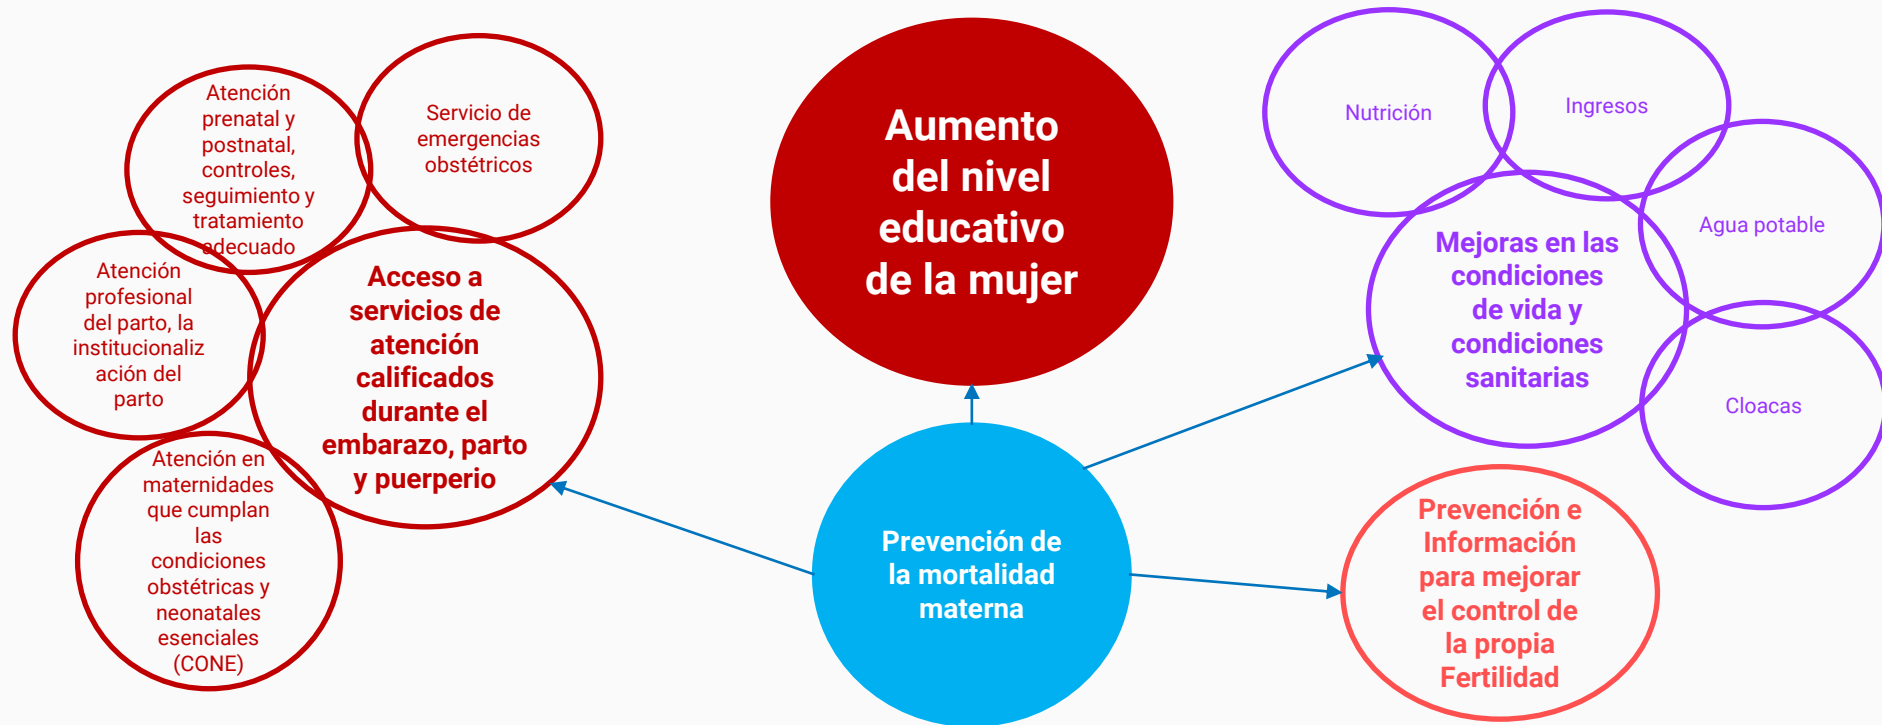 Atención
prenatal y
postnatal,
controles,
seguimiento y
tratamiento
adecuado
Servicio de
emergencias
obstétricos
Atención
profesional
del parto, la
institucionaliz
ación del
parto
Acceso a
servicios de
atención
calificados
durante el
embarazo, parto
y puerperio
Atención en
maternidades
que cumplan
las
condiciones
obstétricas y
neonatales
esenciales
(CONE)
Aumento
del nivel
educativo
de la mujer
Prevención de
la mortalidad
materna
Nutrición
Ingresos
Agua potable
Mejoras en las
condiciones
de vida y
condiciones
sanitarias
Cloacas
Prevención e
Información
para mejorar
el control de
la propia
Fertilidad